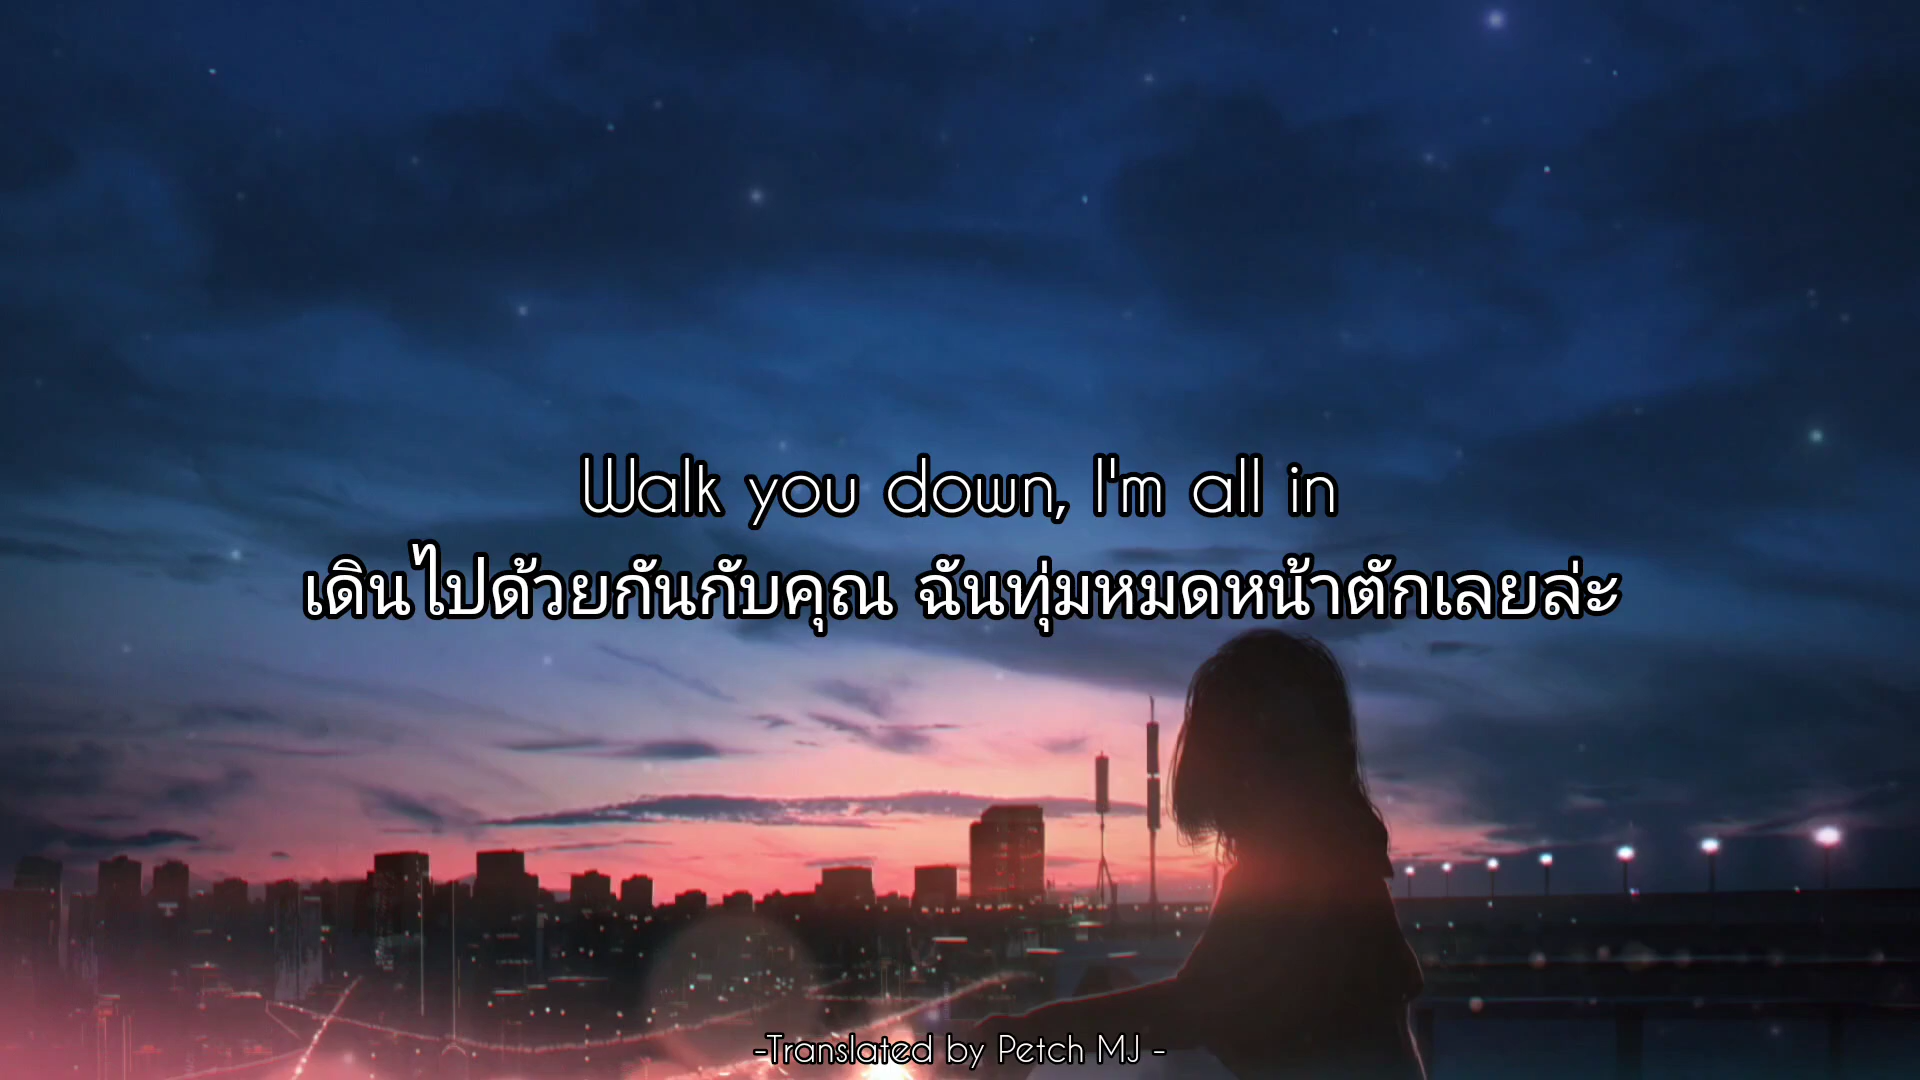 Walk you down, I'm all in
เดินไปด้วยกันกับคุณ ฉันทุ่มหมดหน้าตักเลยล่ะ
-Translated by Petch MJ -